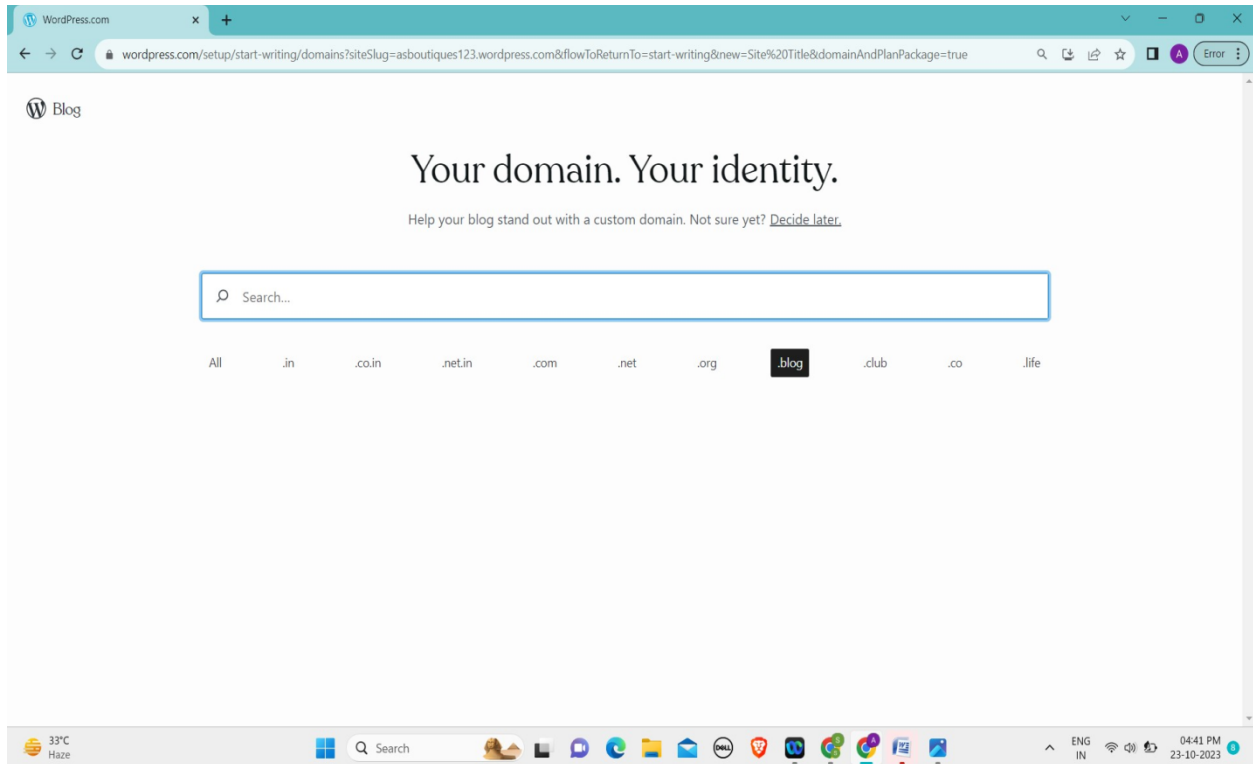 WordPress.com
wordpress.com/setup/start-writing/domains?siteSlug=asboutiques123.wordpress.com&flowToReturnTo=start-writing&new=Site%20Title&domainAndPlanPackage=true
A
Error
W Blog
Your domain. Your identity.
Help your blog stand out with a custom domain. Not sure yet? Decide later.
Search...
All .in .co.in .net.in .com .net .org .blog .club .co .life
33°C
Haze
Search
DELL
S
A
ENG
IN
04:41 PM
23-10-2023
8